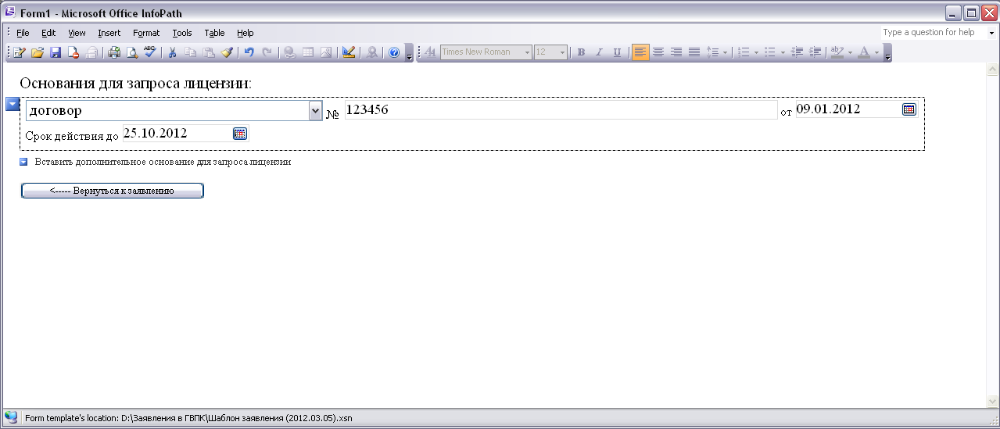 Form1 - Microsoft Office InfoPath
File Edit View Insert Format Tools Table Help
Type a question for help
Times New Roman 12 B I U
Основания для запроса лицензии:
договор № 123456 от 09.01.2012
Срок действия до 25.10.2012
Вставить дополнительное основание для запроса лицензии
<----- Вернуться к заявлению
Form template's location: D:\Заявления в ГВПК\Шаблон заявления (2012.03.05).xsn